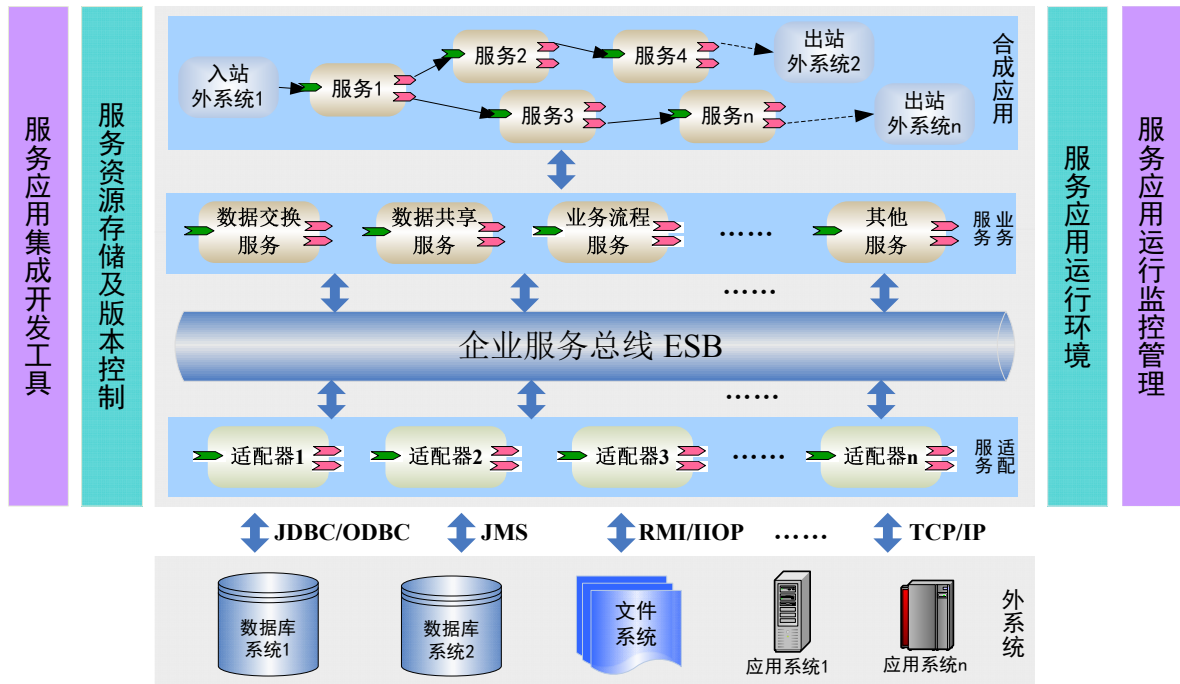 服务应用集成开发工具
服务资源存储及版本控制
入站
外系统1
服务1
服务2
服务3
服务4
服务n
出站
外系统2
出站
外系统n
合成应用
数据交换
服务
数据共享
服务
业务流程
服务
……
其他
服务
业务
服务
……
企业服务总线 ESB
……
适配器1
适配器2
适配器3
……
适配器n
适配
服务
JDBC/ODBC
JMS
RMI/IIOP
……
TCP/IP
数据库
系统1
数据库
系统2
文件
系统
应用系统1
应用系统n
外系统
服务应用运行环境
服务应用运行监控管理